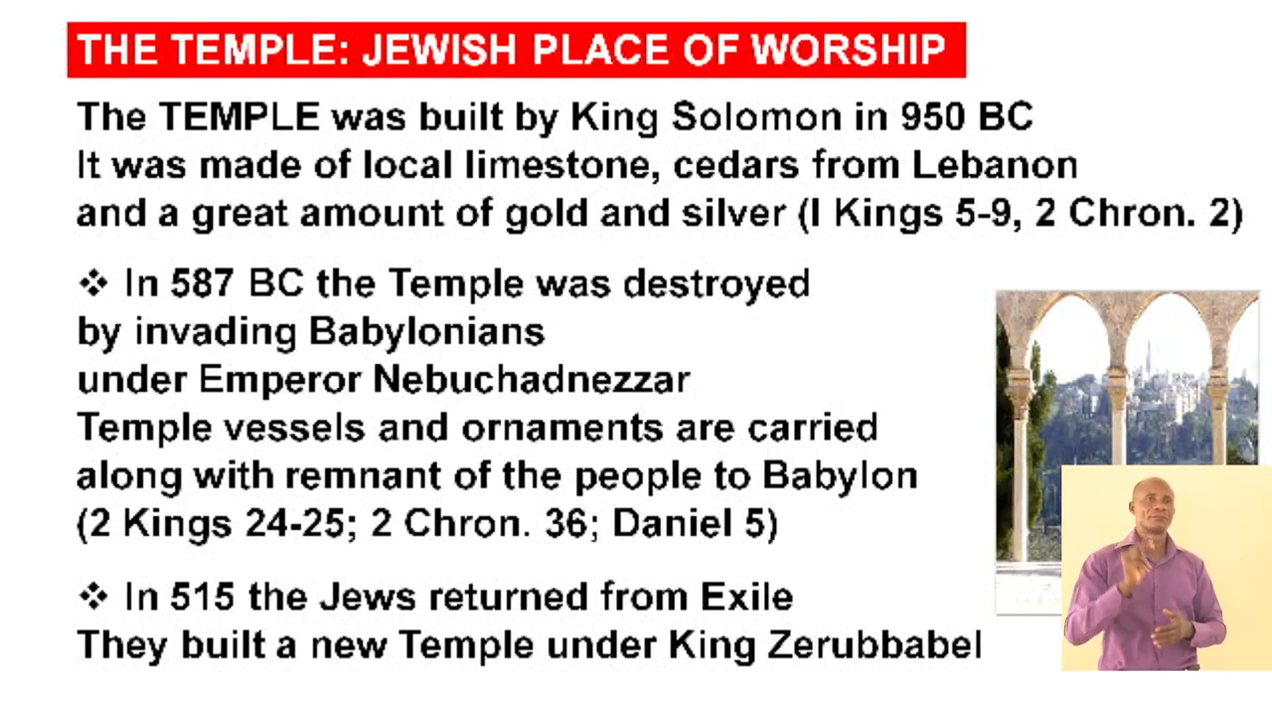 THE TEMPLE: JEWISH PLACE OF WORSHIP
The TEMPLE was built by King Solomon in 950 BC
It was made of local limestone, cedars from Lebanon
and a great amount of gold and silver (I Kings 5-9, 2 Chron. 2)
❖ In 587 BC the Temple was destroyed
by invading Babylonians
under Emperor Nebuchadnezzar
Temple vessels and ornaments are carried
along with remnant of the people to Babylon
(2 Kings 24-25; 2 Chron. 36; Daniel 5)
❖ In 515 the Jews returned from Exile
They built a new Temple under King Zerubbabel